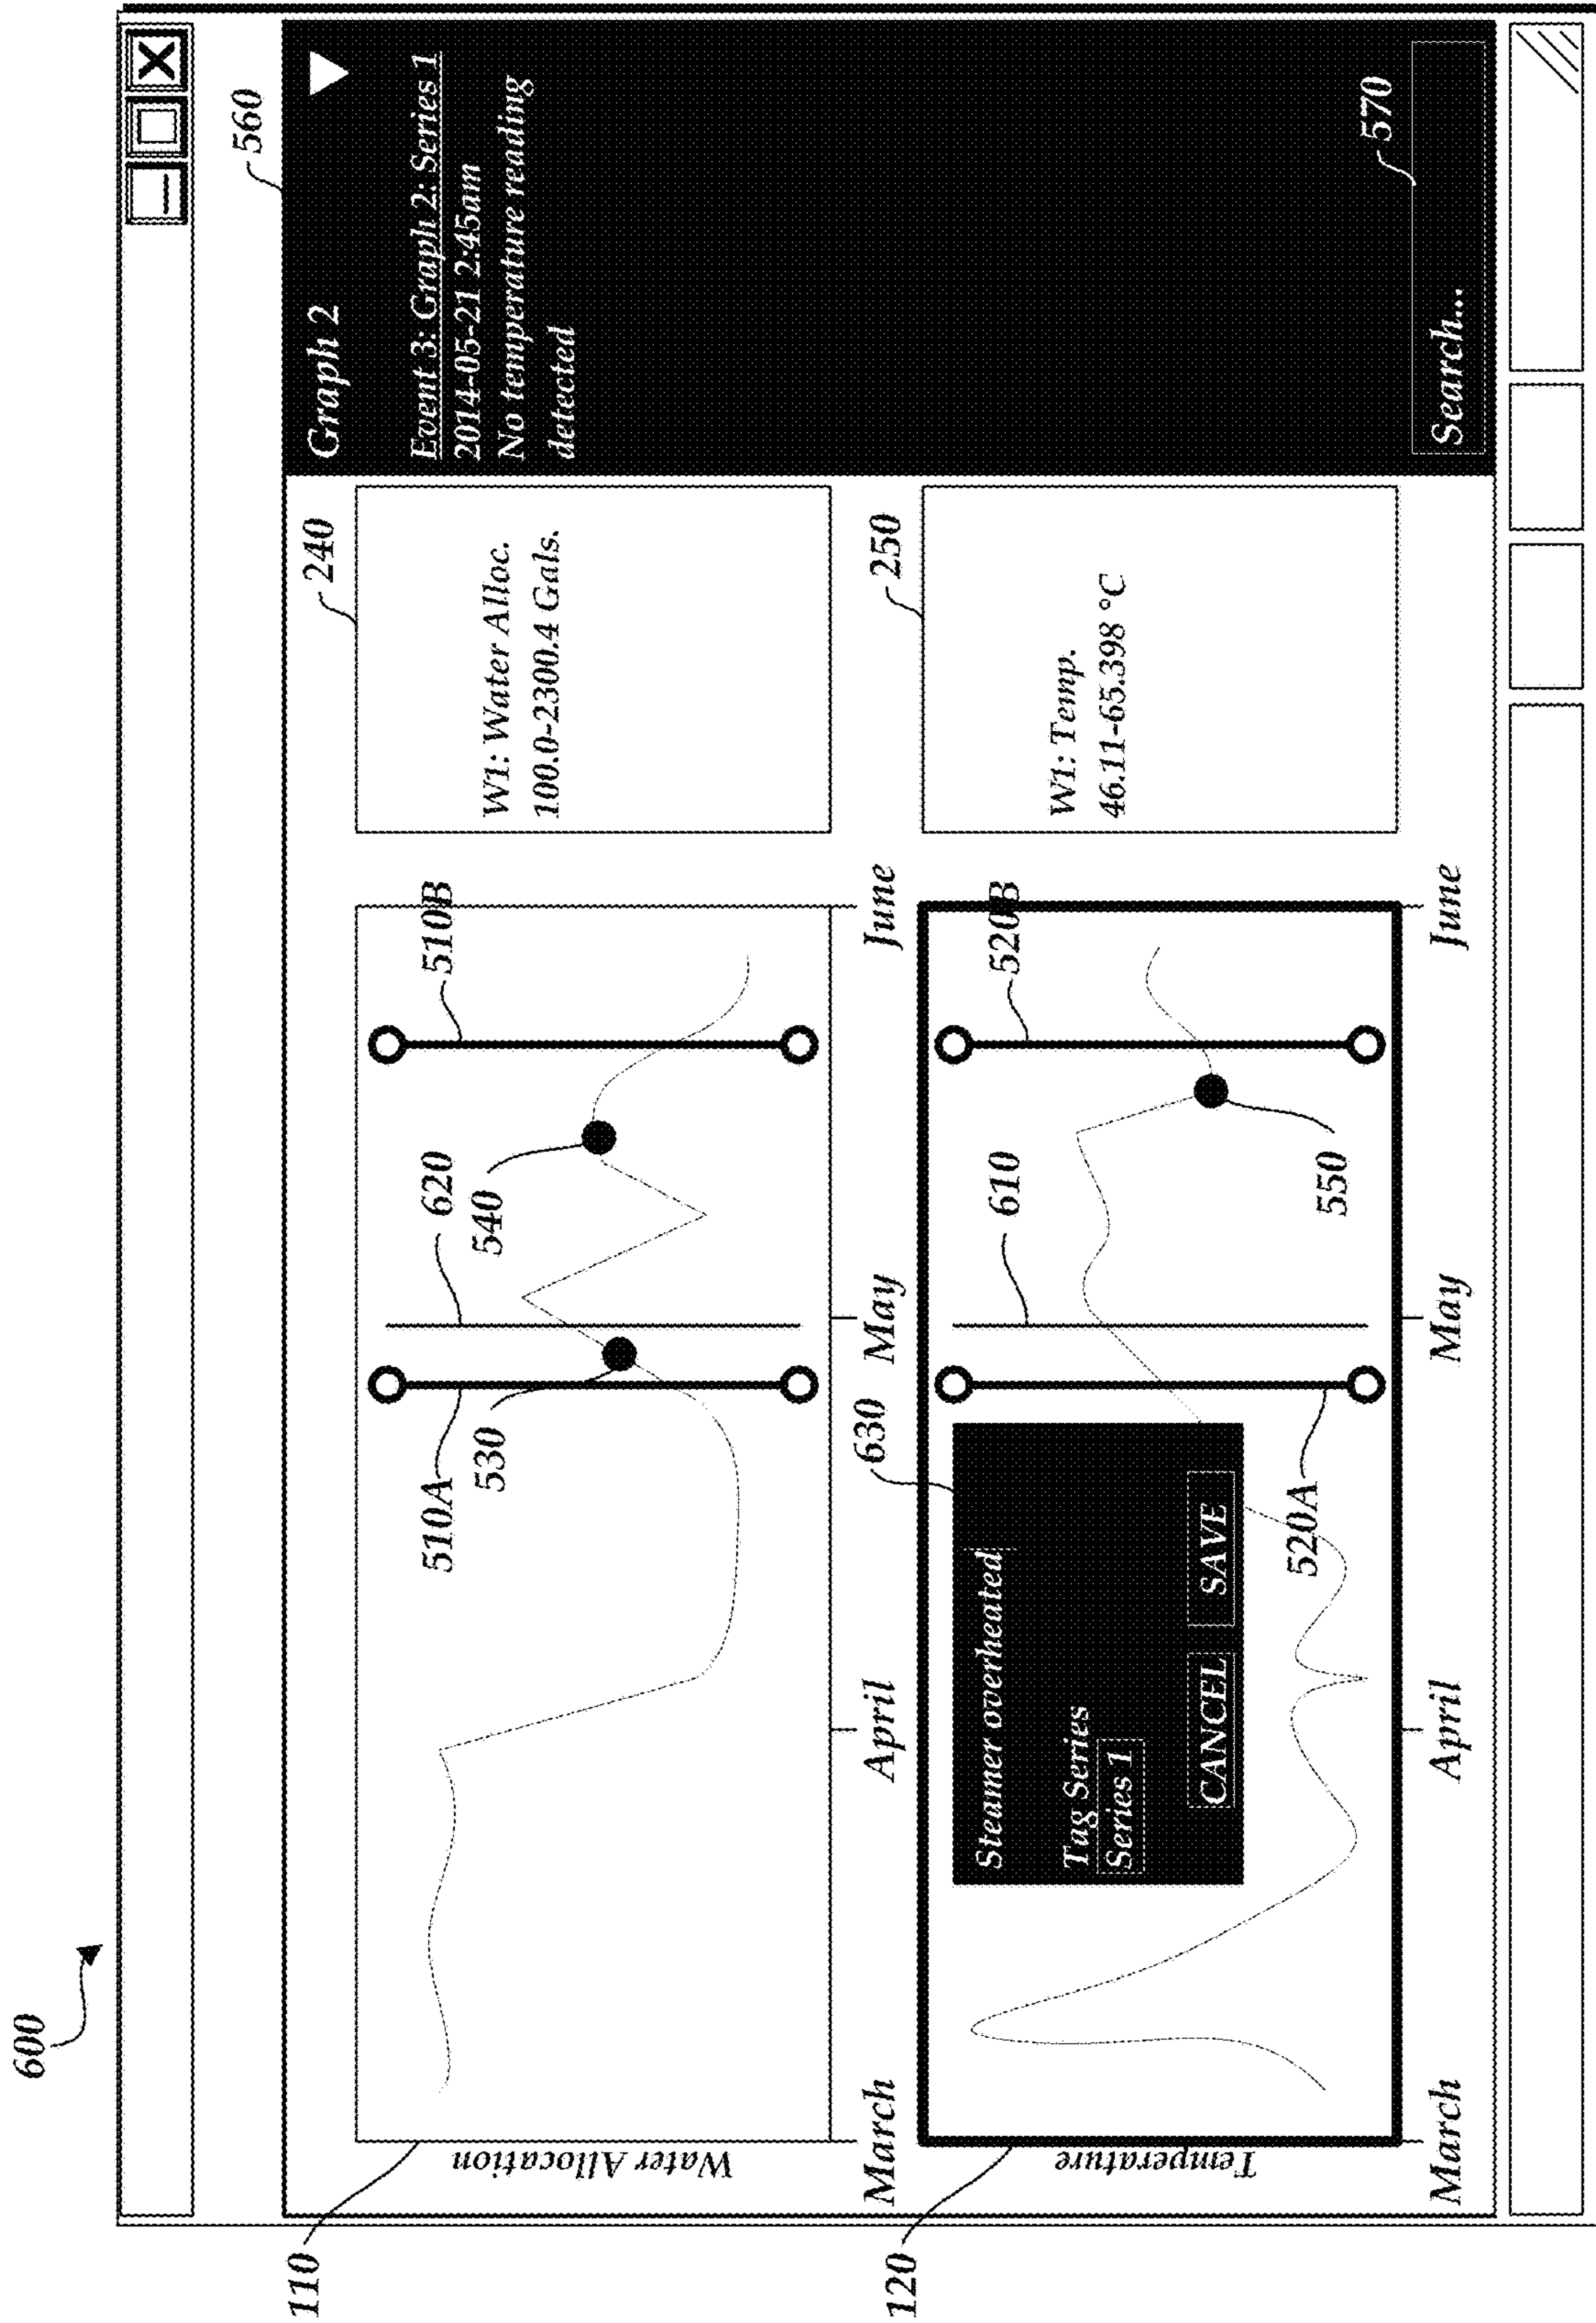 600
560
110
Water Allocation
510A
530
620
540
510B
March
April
May
June
240
W1: Water Alloc.
100.0-2300.4 Gals.
120
Temperature
630
Steamer overheated
Tag Series
Series 1
CANCEL
SAVE
520A
610
550
520B
March
April
May
June
250
W1: Temp.
46.11-65.398 °C
Graph 2
Event 3: Graph 2: Series 1
2014-05-21 2:45am
No temperature reading
detected
570
Search...